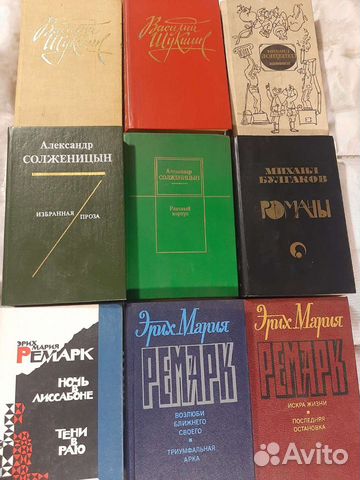 Василий
Шукшин
Василий
Шукшин
МИХАИЛ
Александр
СОЛЖЕНИЦЫН
ИЗБРАННАЯ
ПРОЗА
Александр
СОЛЖЕНИЦЫН
Раковый
корпус
МИХАИЛ
БУЛГАКОВ
РОМАНЫ
ЭРИХ
МАРИЯ
РЕМАРК
НОЧЬ В
ЛИССАБОНЕ
ТЕНИ В
РАЮ
Эрих Мария
РЕМАРК
ВОЗЛЮБИ
БЛИЖНЕГО
СВОЕГО
ТРИУМФАЛЬНАЯ
АРКА
Эрих Мария
РЕМАРК
ИСКРА ЖИЗНИ
ПОСЛЕДНЯЯ
ОСТАНОВКА
Avito